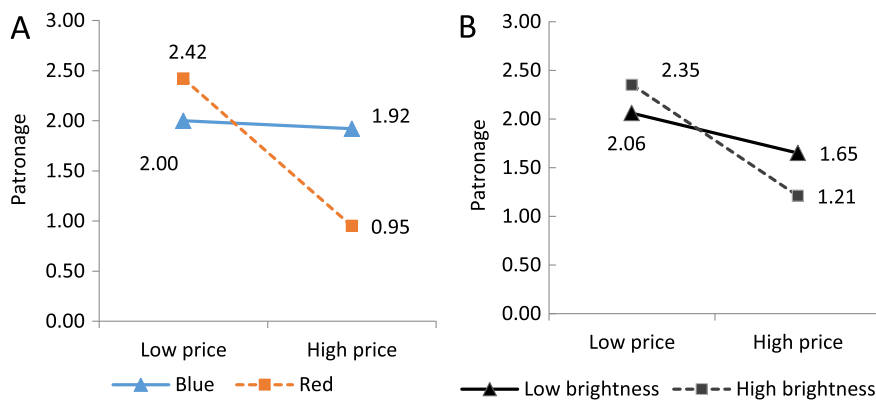 A
Patronage
3.00
2.50
2.00
1.50
1.00
0.50
0.00
2.42
2.00
1.92
0.95
Low price High price
Blue Red
B
Patronage
3.00
2.50
2.00
1.50
1.00
0.50
0.00
2.35
2.06
1.65
1.21
Low price High price
Low brightness High brightness